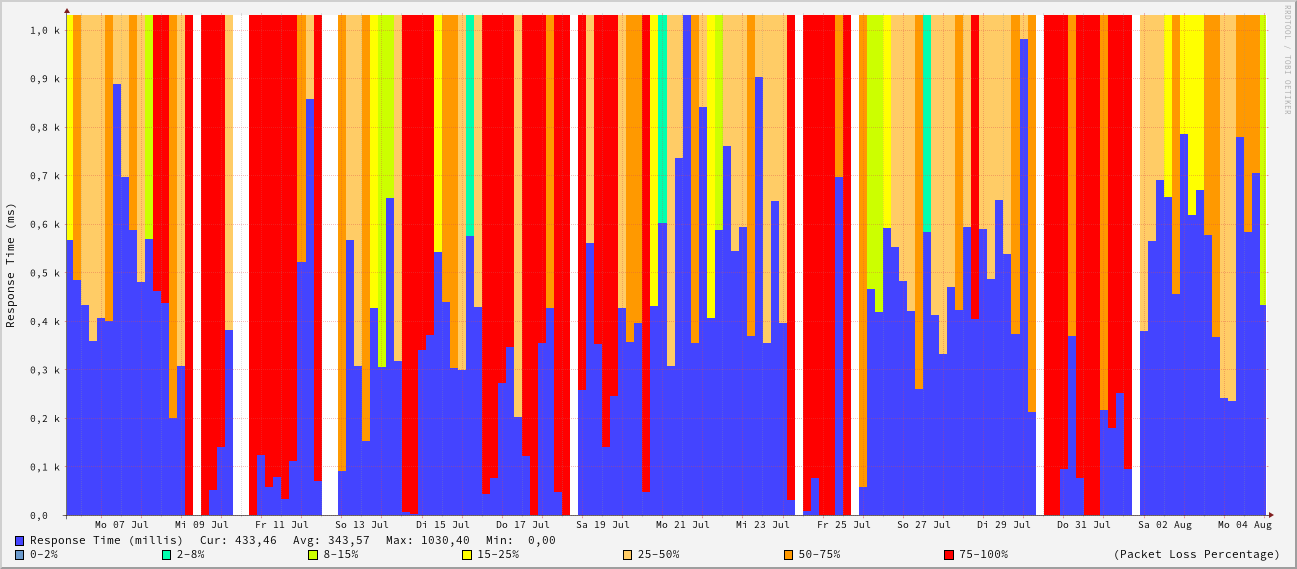 RRDTOOL / TOBI OETIKER
Response Time (ms)
1,0 k
0,9 k
0,8 k
0,7 k
0,6 k
0,5 k
0,4 k
0,3 k
0,2 k
0,1 k
0,0
Mo 07 Jul Mi 09 Jul Fr 11 Jul So 13 Jul Di 15 Jul Do 17 Jul Sa 19 Jul Mo 21 Jul Mi 23 Jul Fr 25 Jul So 27 Jul Di 29 Jul Do 31 Jul Sa 02 Aug Mo 04 Aug
Response Time (millis) Cur: 433,46 Avg: 343,57 Max: 1030,40 Min: 0,00
0-2% 2-8% 8-15% 15-25% 25-50% 50-75% 75-100% (Packet Loss Percentage)